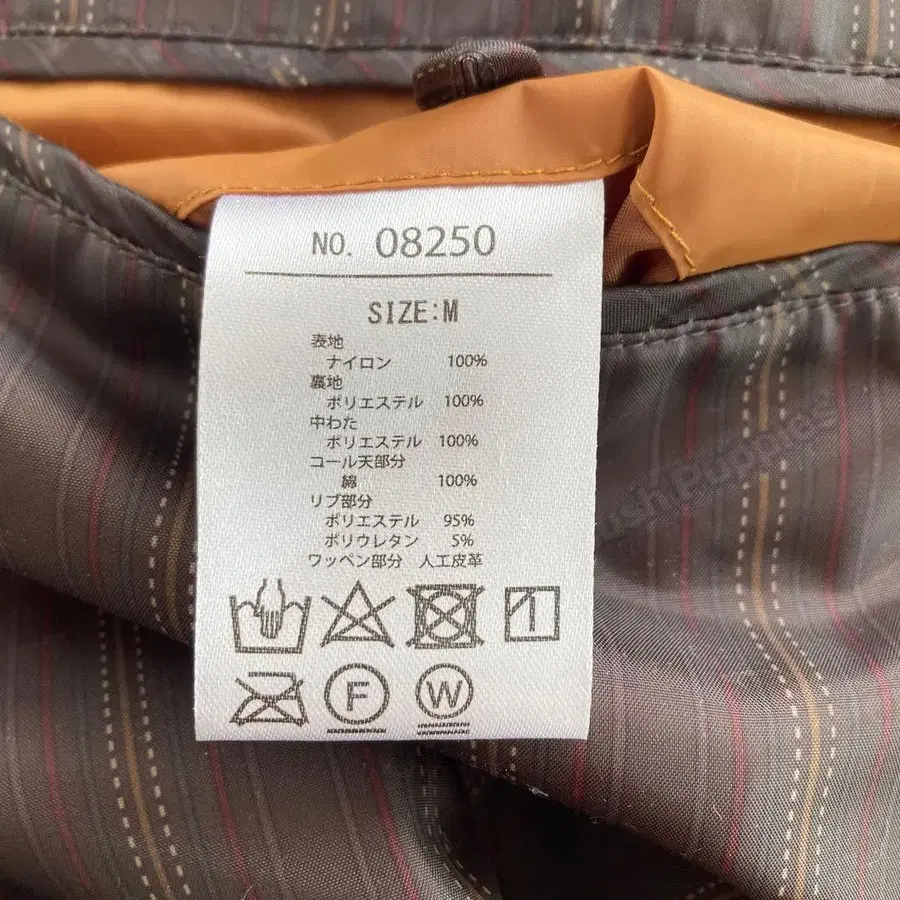 NO. 08250
SIZE:M
表地
ナイロン 100%
裏地
ポリエステル 100%
中わた
ポリエステル 100%
コール天部分
綿 100%
リブ部分
ポリエステル 95%
ポリウレタン 5%
ワッペン部分 人工皮革
F
W